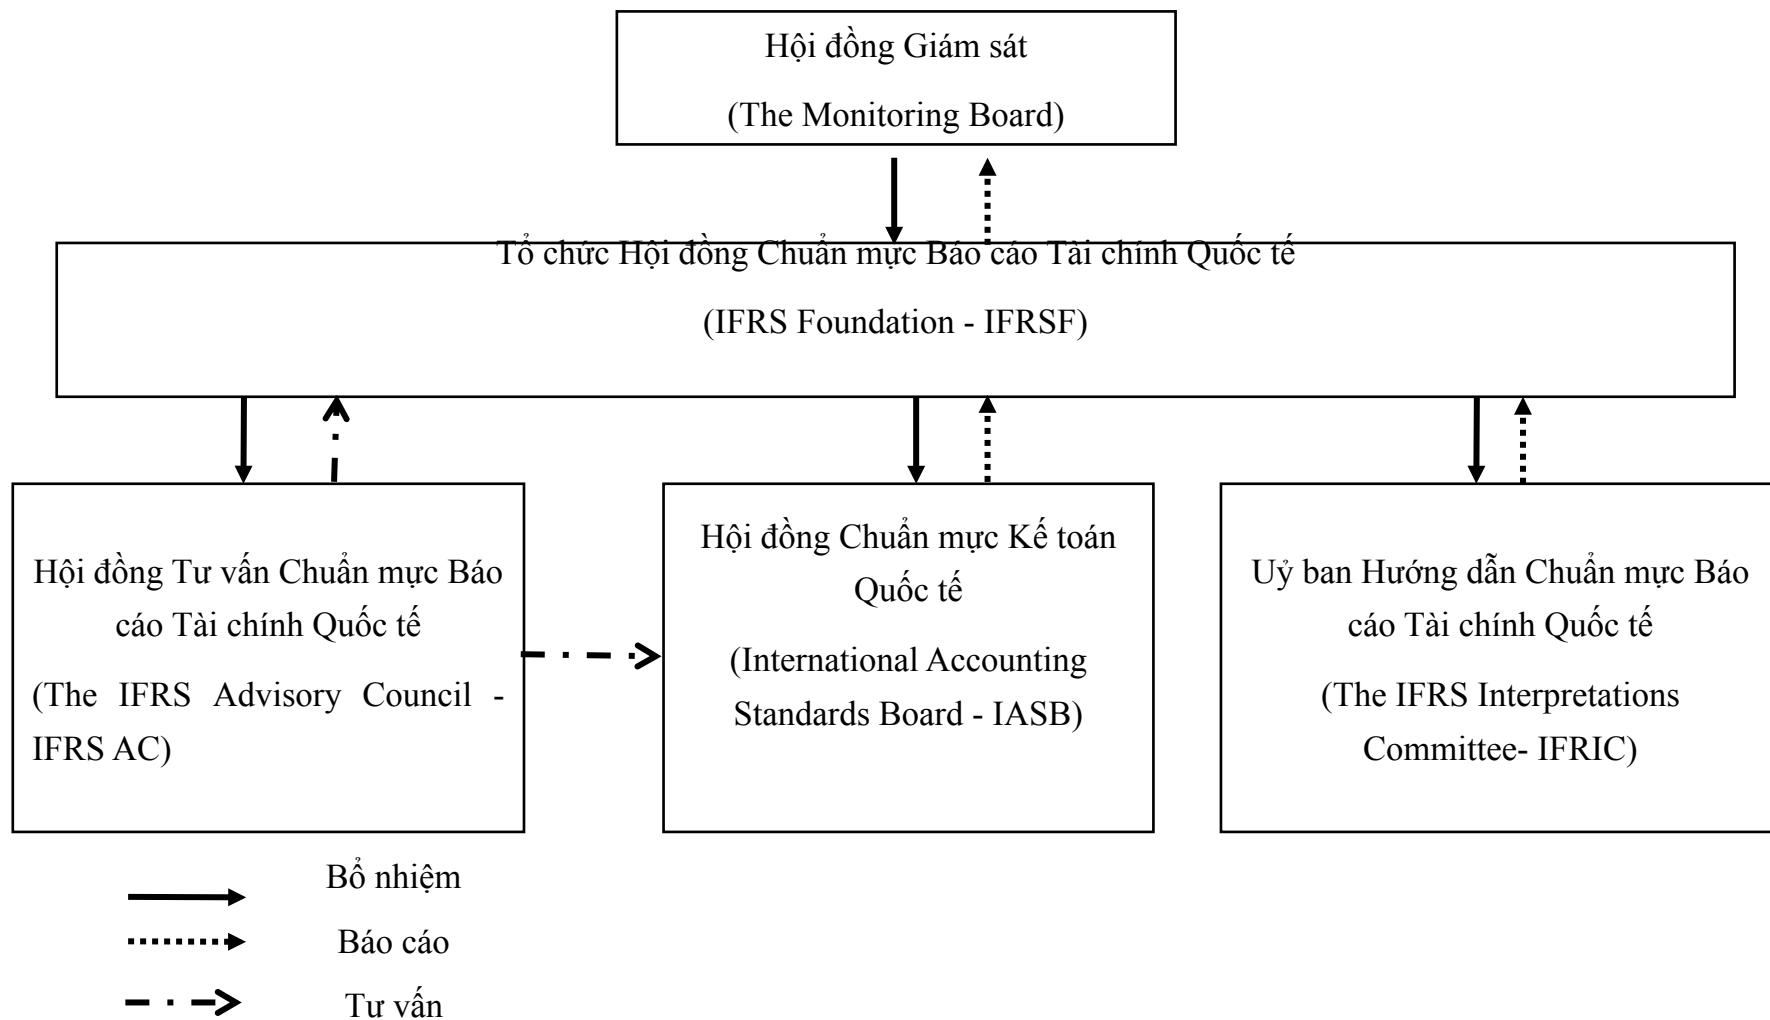 Hội đồng Giám sát
(The Monitoring Board)
Tổ chức Hội đồng Chuẩn mực Báo cáo Tài chính Quốc tế
(IFRS Foundation - IFRSF)
Hội đồng Tư vấn Chuẩn mực Báo
cáo Tài chính Quốc tế
(The IFRS Advisory Council -
IFRS AC)
Hội đồng Chuẩn mực Kế toán
Quốc tế
(International Accounting
Standards Board - IASB)
Uỷ ban Hướng dẫn Chuẩn mực Báo
cáo Tài chính Quốc tế
(The IFRS Interpretations
Committee- IFRIC)
Bổ nhiệm
Báo cáo
Tư vấn